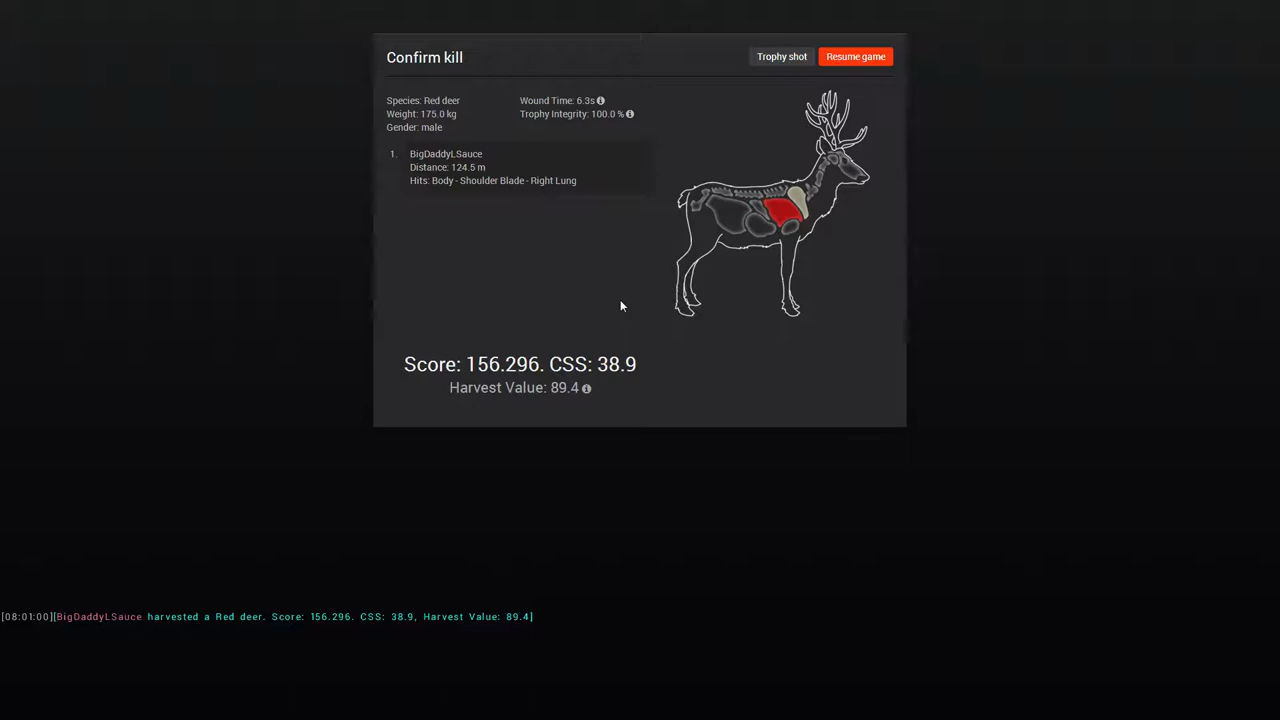 Confirm kill
Trophy shot
Resume game
Species: Red deer
Weight: 175.0 kg
Gender: male
Wound Time: 6.3s
Trophy Integrity: 100.0 %
1. BigDaddyLSauce
Distance: 124.5 m
Hits: Body - Shoulder Blade - Right Lung
Score: 156.296. CSS: 38.9
Harvest Value: 89.4
[08:01:00][BigDaddyLSauce harvested a Red deer. Score: 156.296. CSS: 38.9, Harvest Value: 89.4]